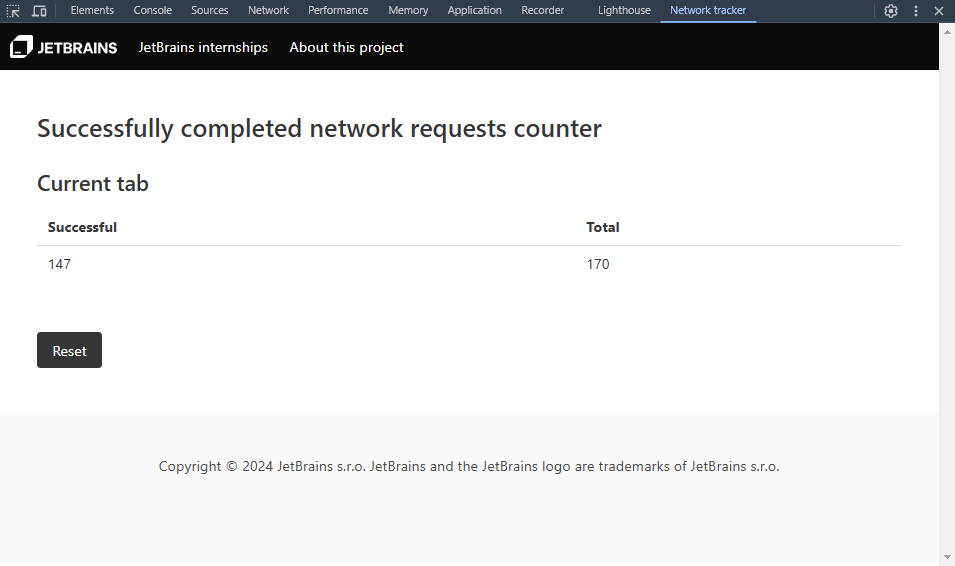 Elements Console Sources Network Performance Memory Application Recorder Lighthouse Network tracker
JETBRAINS JetBrains internships About this project
Successfully completed network requests counter
Current tab
Successful Total
147 170
Reset
Copyright © 2024 JetBrains s.r.o. JetBrains and the JetBrains logo are trademarks of JetBrains s.r.o.